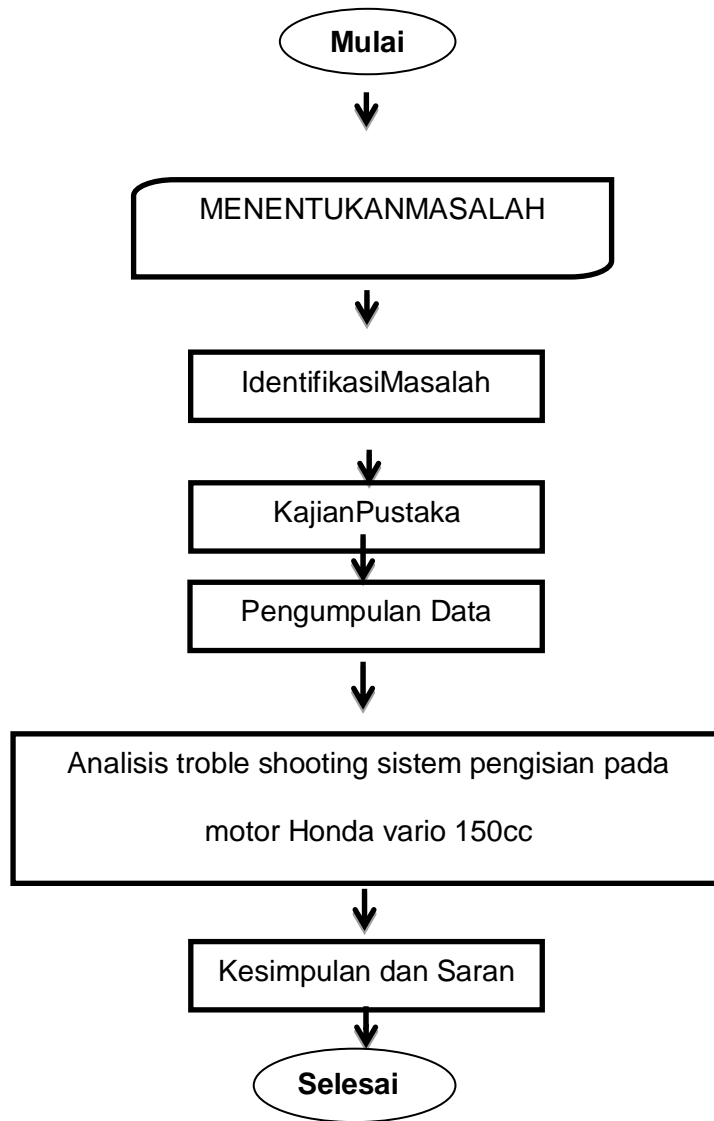 Mulai
MENENTUKANMASALAH
IdentifikasiMasalah
KajianPustaka
Pengumpulan Data
Analisis troble shooting sistem pengisian pada
motor Honda vario 150cc
Kesimpulan dan Saran
Selesai